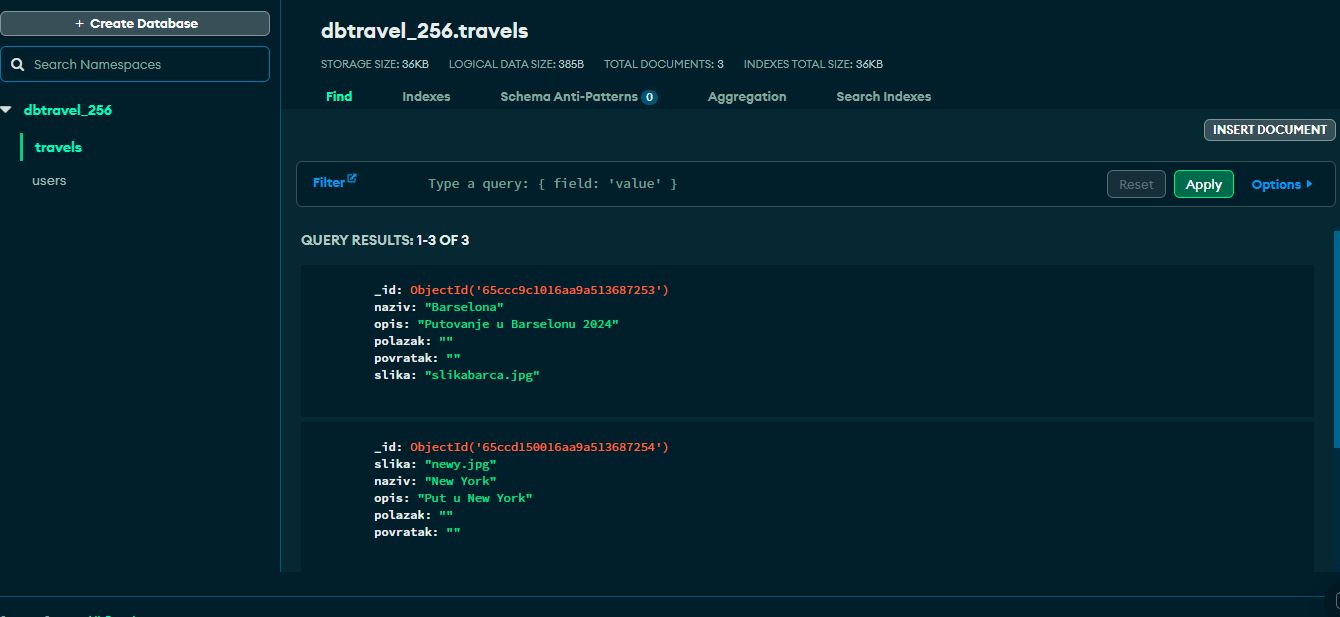 + Create Database
Search Namespaces
dbtravel_256
travels
users
dbtravel_256.travels
STORAGE SIZE: 36KB LOGICAL DATA SIZE: 385B TOTAL DOCUMENTS: 3 INDEXES TOTAL SIZE: 36KB
Find Indexes Schema Anti-Patterns 0 Aggregation Search Indexes
INSERT DOCUMENT
Filter Type a query: { field: 'value' } Reset Apply Options
QUERY RESULTS: 1-3 OF 3
_id: ObjectId('65ccc9c1016aa9a513687253')
naziv: "Barselona"
opis: "Putovanje u Barselonu 2024"
polazak: ""
povratak: ""
slika: "slikabarca.jpg"
_id: ObjectId('65ccd150016aa9a513687254')
slika: "newy.jpg"
naziv: "New York"
opis: "Put u New York"
polazak: ""
povratak: ""